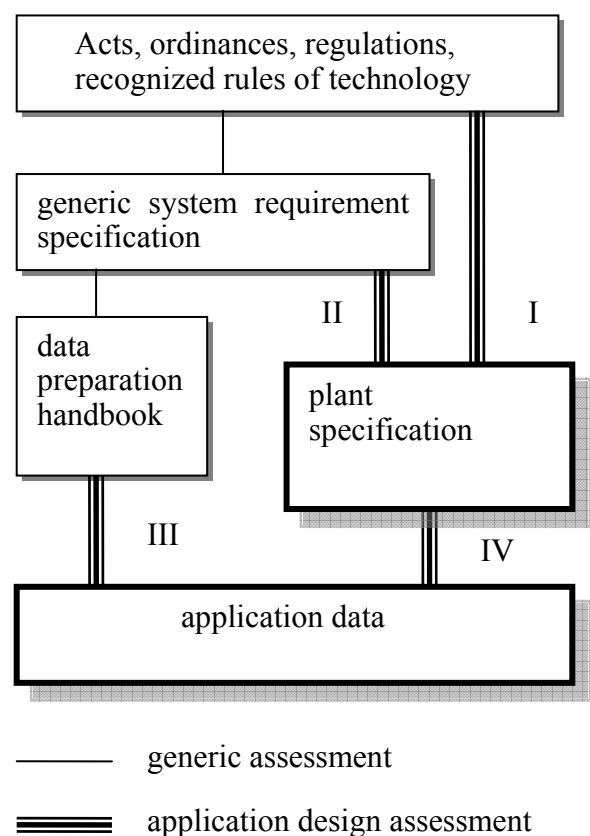 Acts, ordinances, regulations,
recognized rules of technology
generic system requirement
specification
II
I
data
preparation
handbook
plant
specification
III
IV
application data
generic assessment
application design assessment